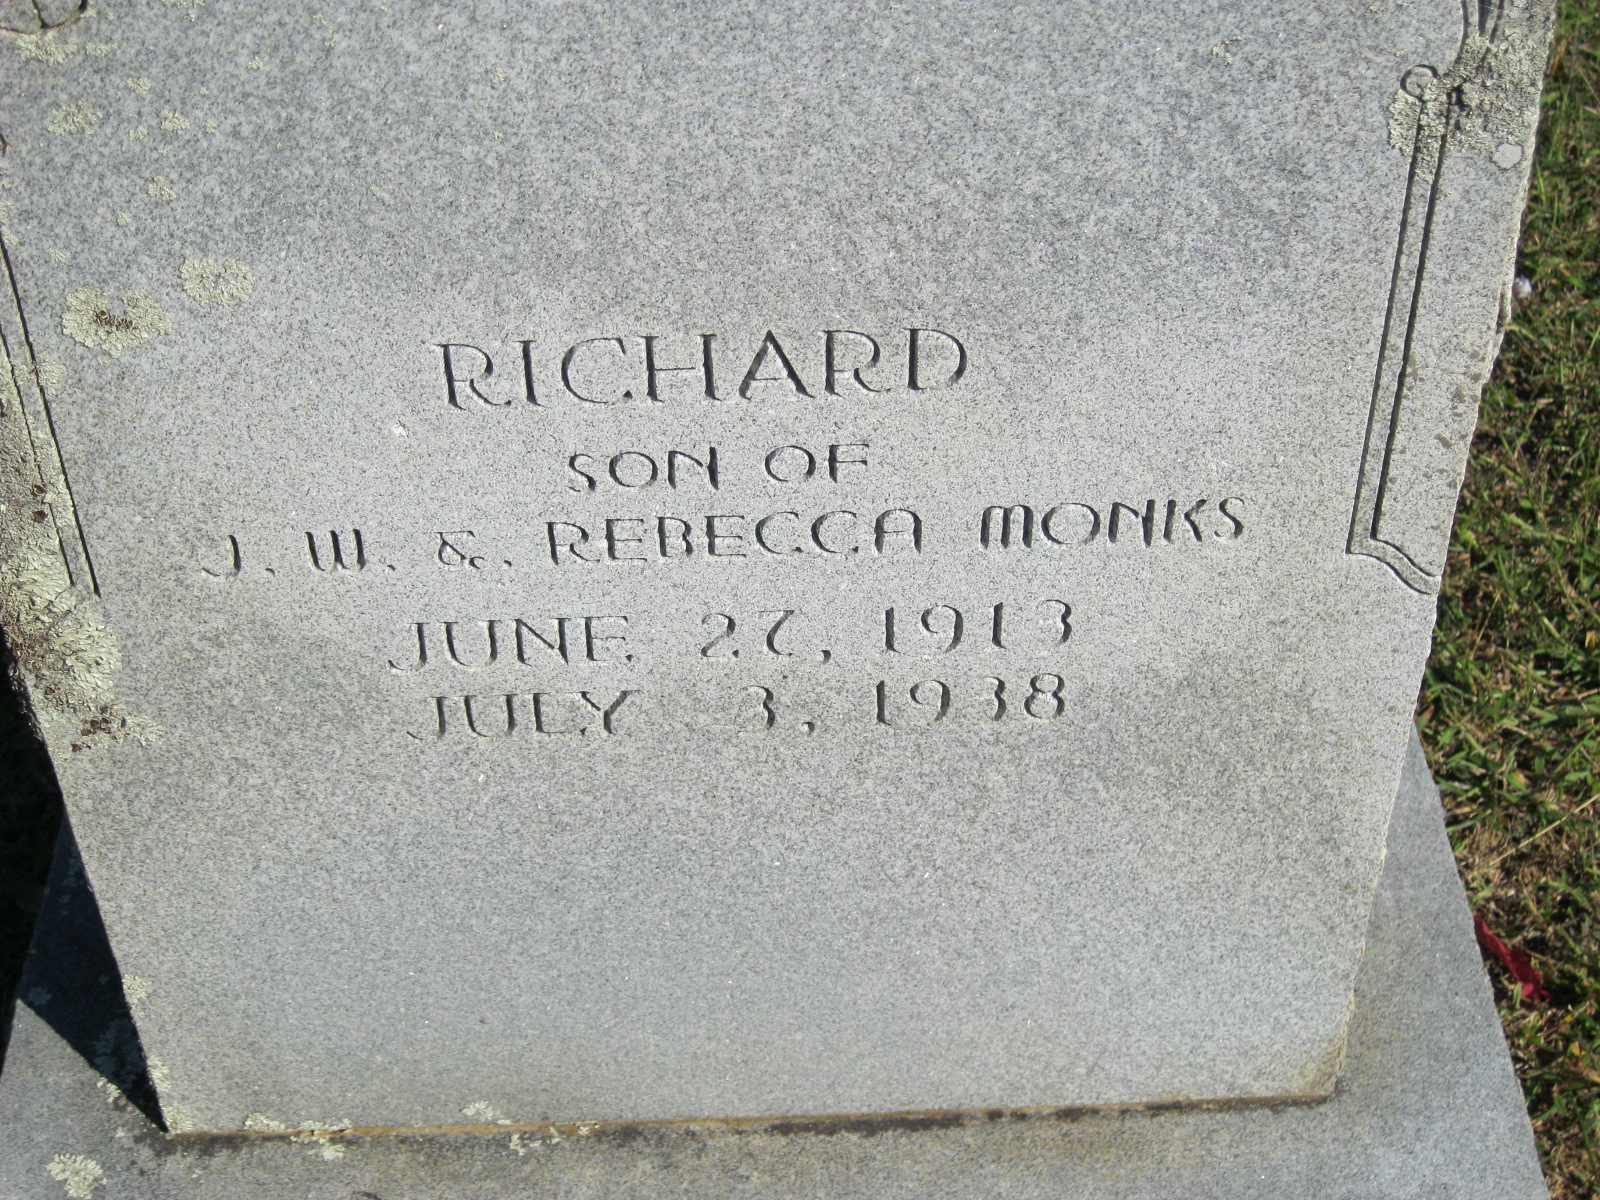 RICHARD
SON OF
J. W. & REBECCA MONKS
JUNE 27, 1913
JULY 3, 1938